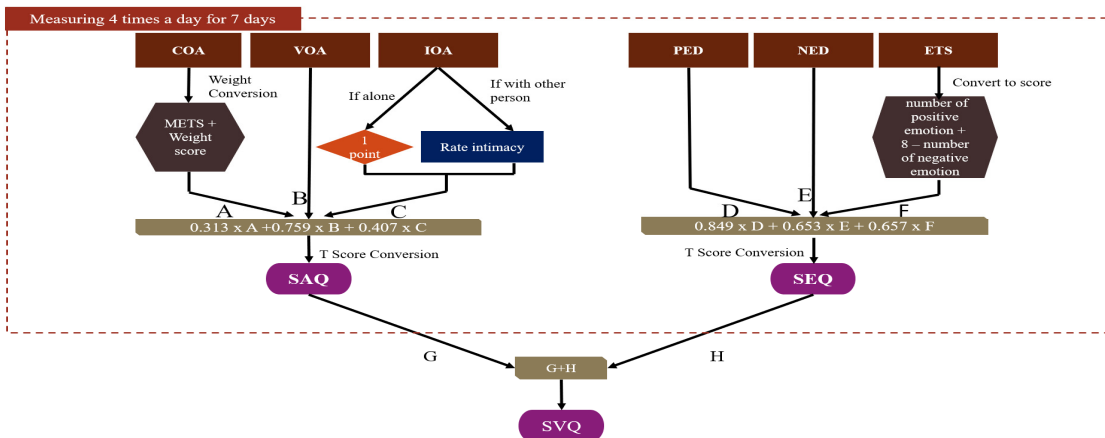 Measuring 4 times a day for 7 days
COA
VOA
IOA
PED
NED
ETS
Weight
Conversion
If alone
If with other
person
Convert to score
METS +
Weight
score
1
point
Rate intimacy
number of
positive
emotion +
8 – number
of negative
emotion
A
B
C
D
E
F
0.313 x A +0.759 x B + 0.407 x C
0.849 x D + 0.653 x E + 0.657 x F
T Score Conversion
T Score Conversion
SAQ
SEQ
G
H
G+H
SVQ